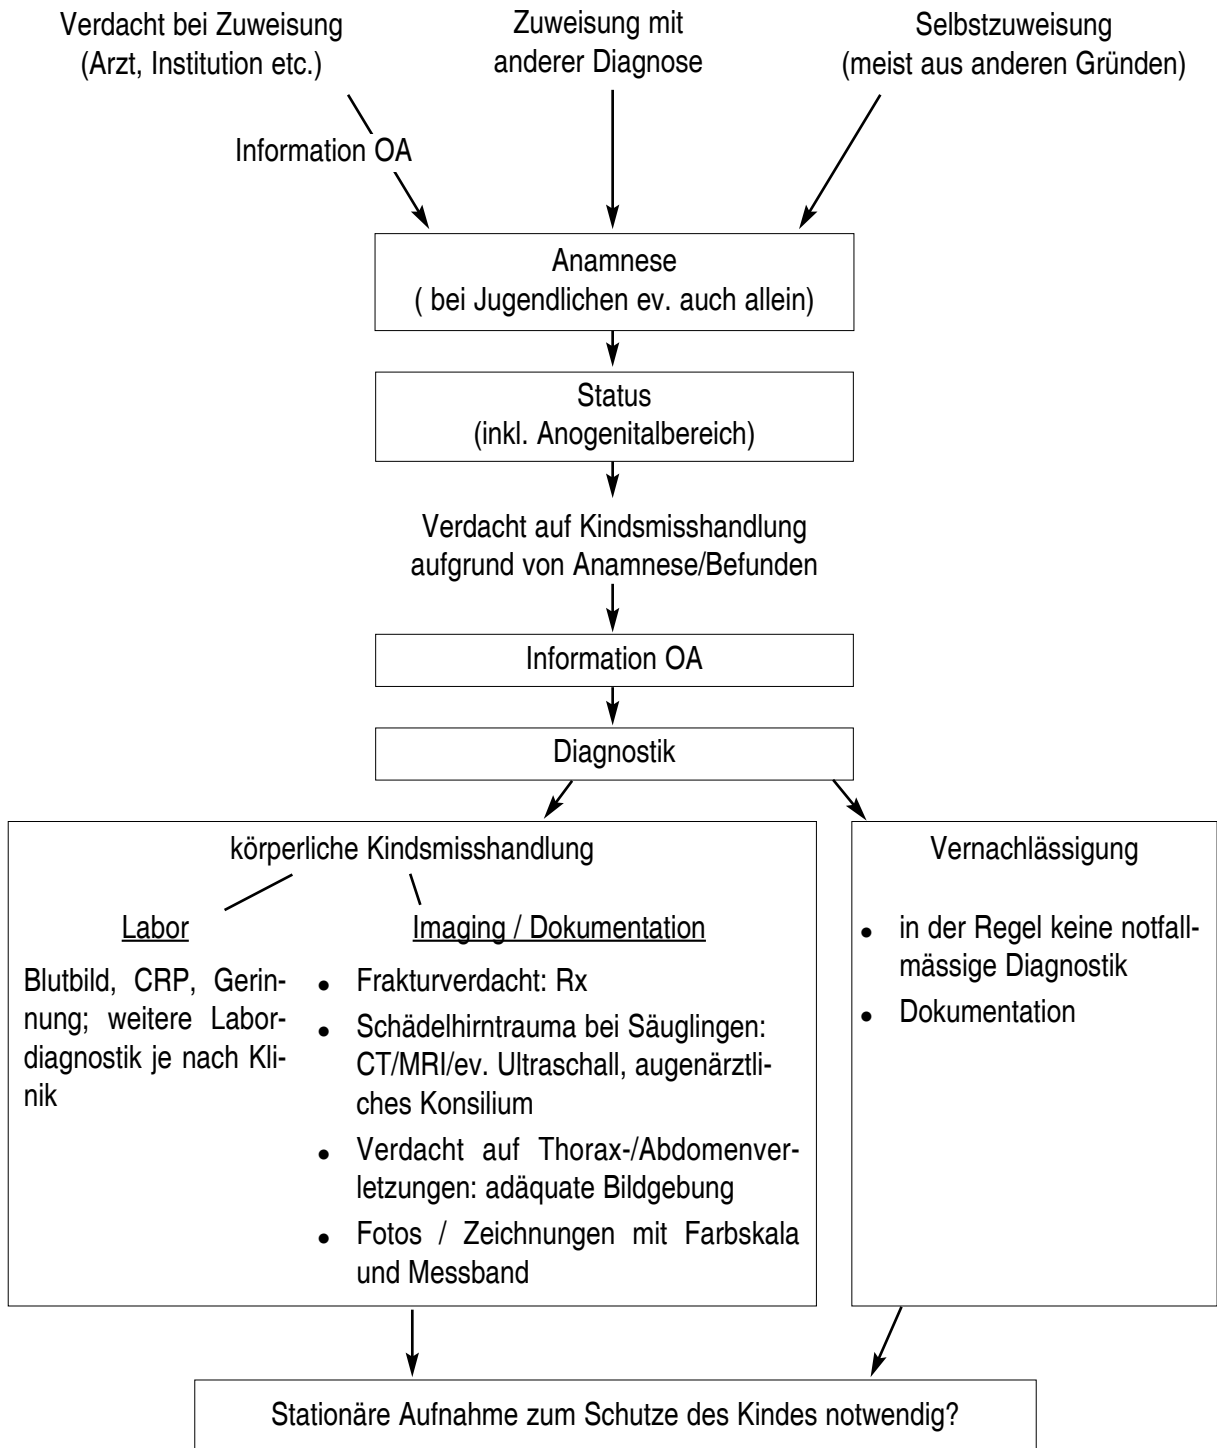 Verdacht bei Zuweisung
(Arzt, Institution etc.)
Zuweisung mit
anderer Diagnose
Selbstzuweisung
(meist aus anderen Gründen)
Information OA
Anamnese
( bei Jugendlichen ev. auch allein)
Status
(inkl. Anogenitalbereich)
Verdacht auf Kindsmisshandlung
aufgrund von Anamnese/Befunden
Information OA
Diagnostik
körperliche Kindsmisshandlung
Labor
Blutbild, CRP, Gerin-
nung; weitere Labor-
diagnostik je nach Kli-
nik
Imaging / Dokumentation
• Frakturverdacht: Rx
• Schädelhirntrauma bei Säuglingen:
CT/MRI/ev. Ultraschall, augenärztli-
ches Konsilium
• Verdacht auf Thorax-/Abdomenver-
letzungen: adäquate Bildgebung
• Fotos / Zeichnungen mit Farbskala
und Messband
Vernachlässigung
• in der Regel keine notfall-
mässige Diagnostik
• Dokumentation
Stationäre Aufnahme zum Schutze des Kindes notwendig?